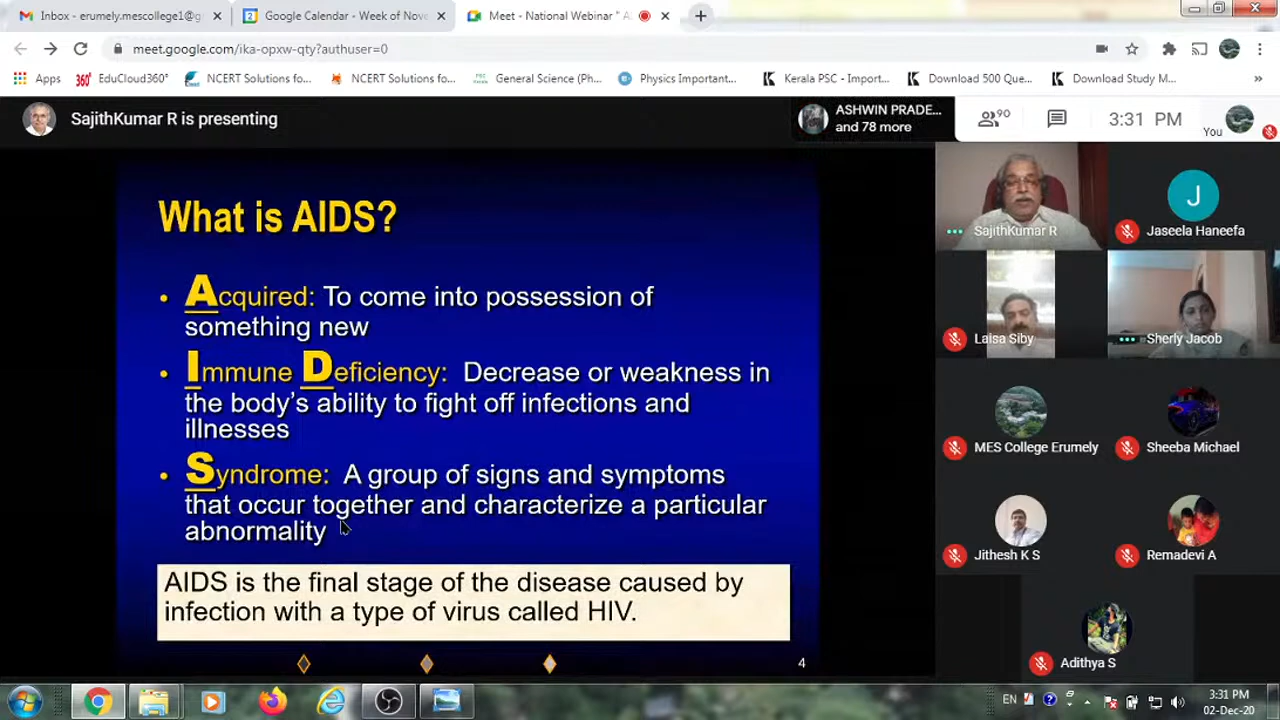 Inbox - erumely.mescollege1@g
Google Calendar - Week of Nove
Meet - National Webinar " A
meet.google.com/ika-opxw-qty?authuser=0
Apps
360°
EduCloud360°
NCERT Solutions fo...
NCERT Solutions fo...
General Science (Ph...
Physics Important...
Kerala PSC - Import...
Download 500 Que...
Download Study M...
»
SajithKumar R is presenting
ASHWIN PRADE...
and 78 more
90
3:31 PM
You
What is AIDS?
• Acquired: To come into possession of
something new
• Immune Deficiency: Decrease or weakness in
the body's ability to fight off infections and
illnesses
• Syndrome: A group of signs and symptoms
that occur together and characterize a particular
abnormality
AIDS is the final stage of the disease caused by
infection with a type of virus called HIV.
4
SajithKumar R
J
Jaseela Haneefa
Laisa Siby
Sherly Jacob
MES College Erumely
Sheeba Michael
Jithesh K S
Remadevi A
Adithya S
EN
3:31 PM
02-Dec-20